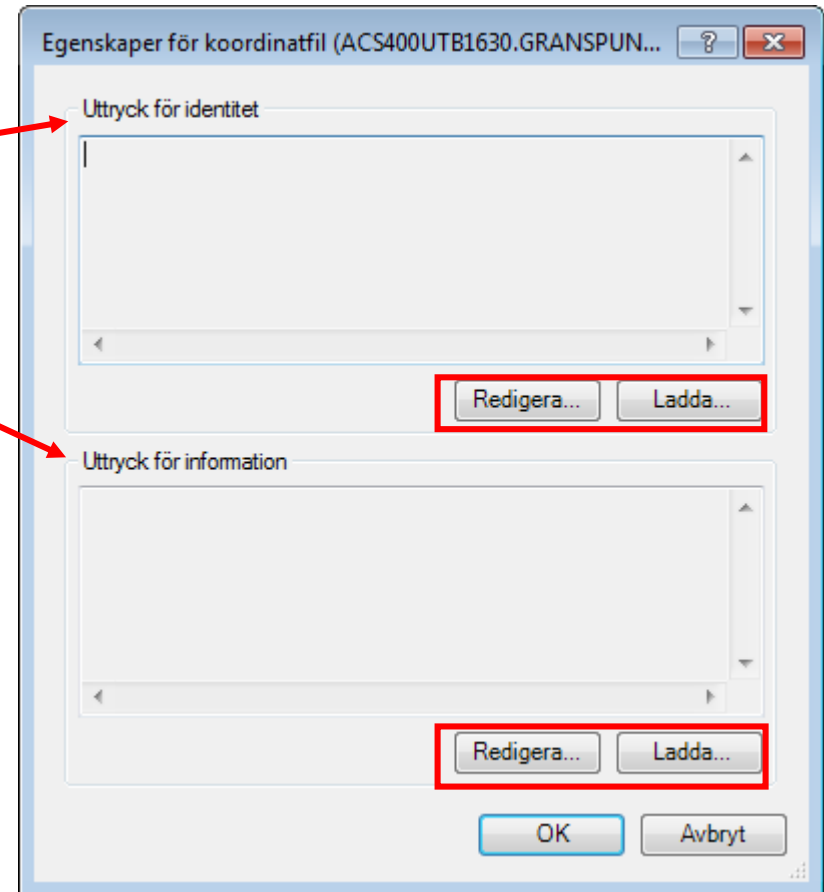 Egenskaper för koordinatfil (ACS400UTB1630.GRANSPUN...
Uttryck för identitet
Redigera... Ladda...
Uttryck för information
Redigera... Ladda...
OK Avbryt